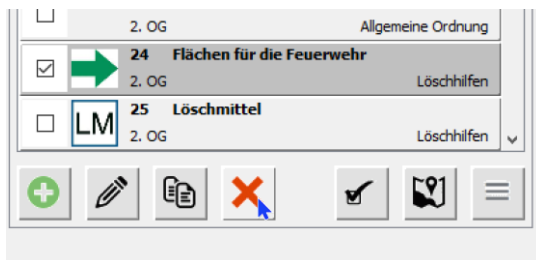 2. OG Allgemeine Ordnung
24 Flächen für die Feuerwehr
2. OG Löschhilfen
LM 25 Löschmittel
2. OG Löschhilfen